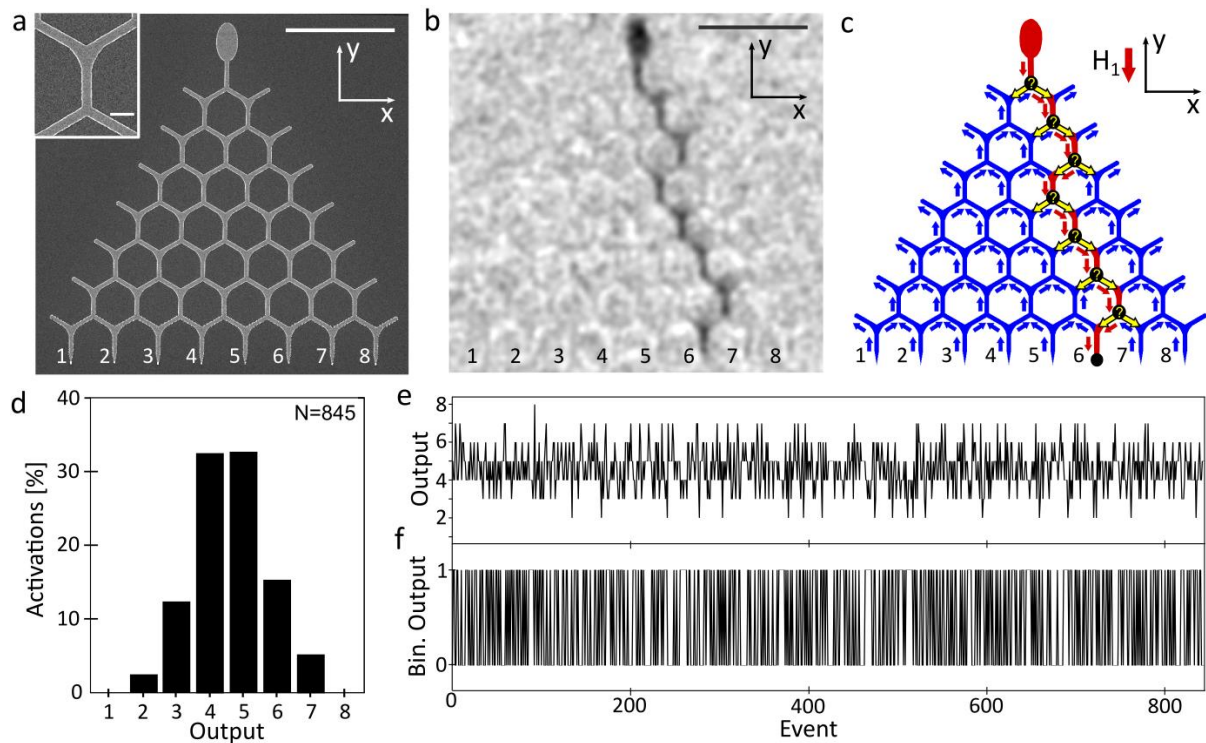 a
y
x
1 2 3 4 5 6 7 8
b
y
x
1 2 3 4 5 6 7 8
c
H1
y
x
?
?
?
?
?
?
?
1 2 3 4 5 6 7 8
d
N=845
Activations [%]
40
30
20
10
0
1 2 3 4 5 6 7 8
Output
e
Output
8
6
4
2
f
Bin. Output
1
0
0 200 400 600 800
Event